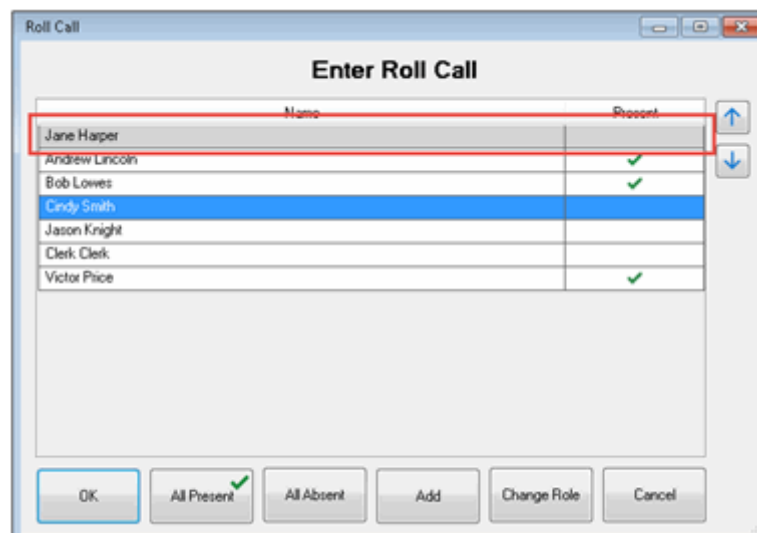 Roll Call
Enter Roll Call
Name Present
Jane Harper
Andrew Lincoln
Bob Lowes
Cindy Smith
Jason Knight
Clerk Clerk
Victor Price
OK All Present All Absent Add Change Role Cancel